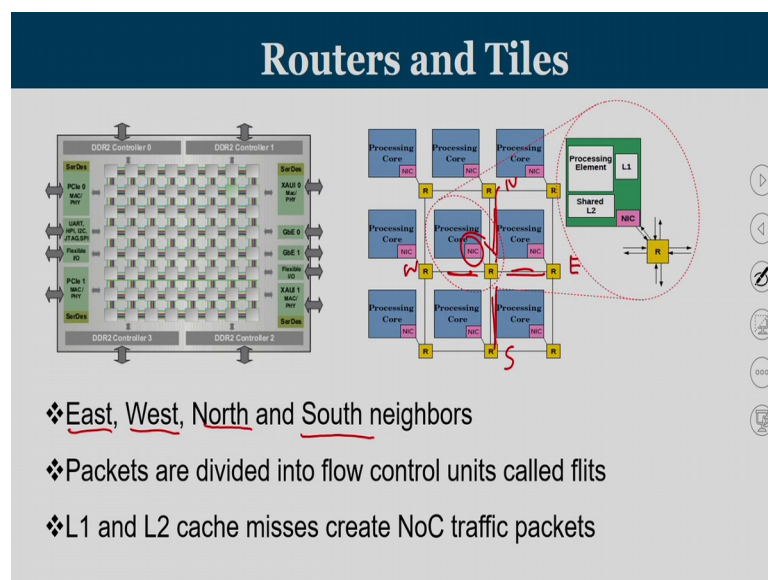 Routers and Tiles
DDR2 Controller 0
DDR2 Controller 1
SerDes
PCIe 0
MAC/
PHY
UART,
HPI, I2C,
JTAG,SPI
Flexible
I/O
PCIe 1
MAC/
PHY
SerDes
SerDes
XAUI 0
Mac/
PHY
GbE 0
GbE 1
Flexible
I/O
XAUI 1
Mac/
PHY
SerDes
DDR2 Controller 3
DDR2 Controller 2
Processing
Core
NIC
R
Processing
Core
NIC
R
Processing
Core
NIC
R
N
Processing
Core
NIC
R
W
Processing
Core
NIC
R
Processing
Core
NIC
R
E
Processing
Core
NIC
R
Processing
Core
NIC
R
S
Processing
Core
NIC
R
Processing
Element
L1
Shared
L2
NIC
R
❖East, West, North and South neighbors
❖Packets are divided into flow control units called flits
❖L1 and L2 cache misses create NoC traffic packets